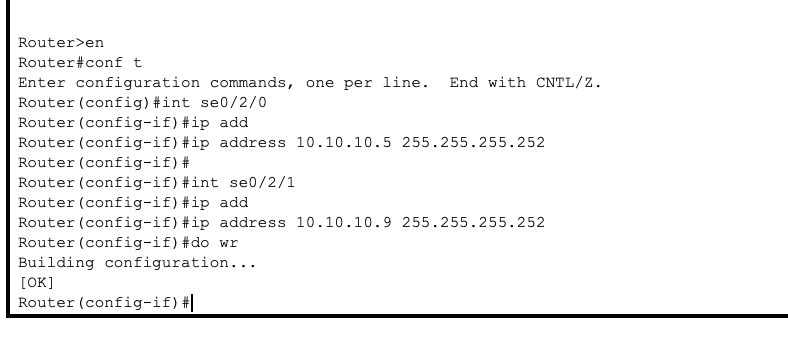 Router>en
Router#conf t
Enter configuration commands, one per line.  End with CNTL/Z.
Router(config)#int se0/2/0
Router(config-if)#ip add
Router(config-if)#ip address 10.10.10.5 255.255.255.252
Router(config-if)#
Router(config-if)#int se0/2/1
Router(config-if)#ip add
Router(config-if)#ip address 10.10.10.9 255.255.255.252
Router(config-if)#do wr
Building configuration...
[OK]
Router(config-if)#